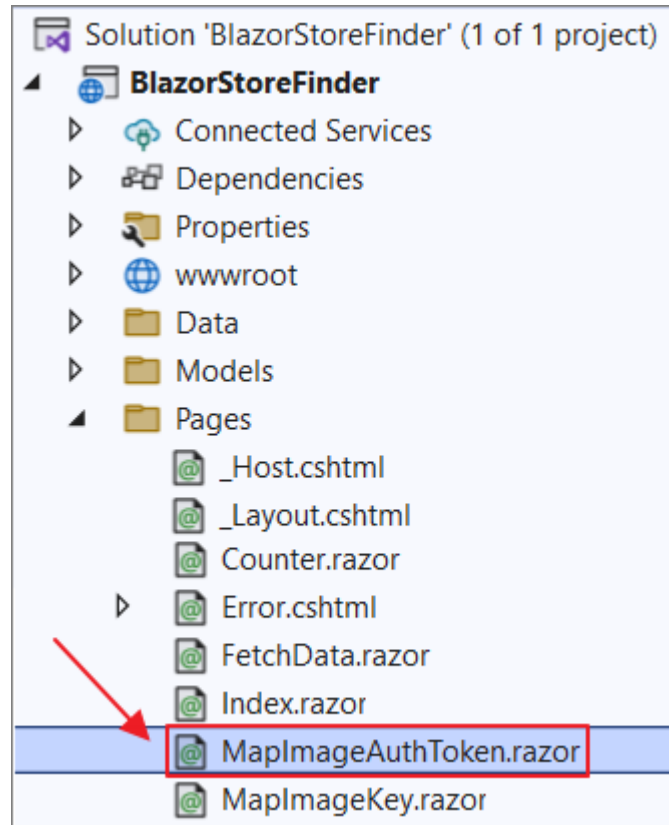 Solution 'BlazorStoreFinder' (1 of 1 project)
BlazorStoreFinder
Connected Services
Dependencies
Properties
wwwroot
Data
Models
Pages
_Host.cshtml
_Layout.cshtml
Counter.razor
Error.cshtml
FetchData.razor
Index.razor
MapImageAuthToken.razor
MapImageKey.razor